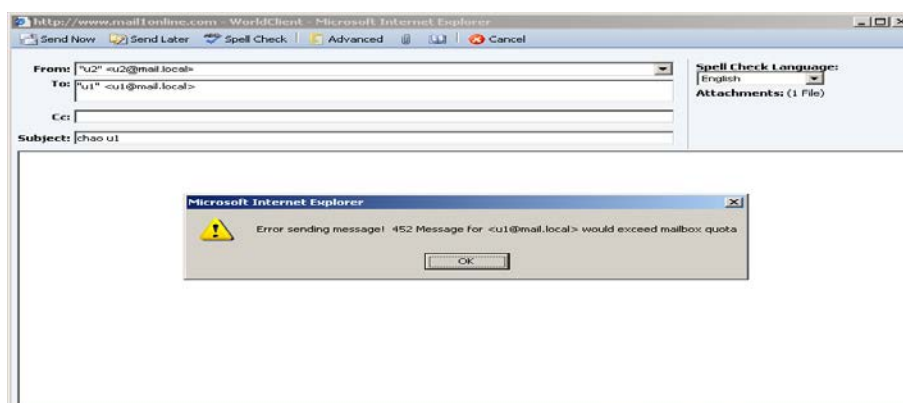 http://www.mail1online.com - WorldClient - Microsoft Internet Explorer
Send Now Send Later Spell Check Advanced Cancel
From: "u2" <u2@mail.local>
To: "u1" <u1@mail.local>
Cc:
Subject: chao u1
Spell Check Language:
English
Attachments: (1 File)
Microsoft Internet Explorer
Error sending message! 452 Message for <u1@mail.local> would exceed mailbox quota
OK